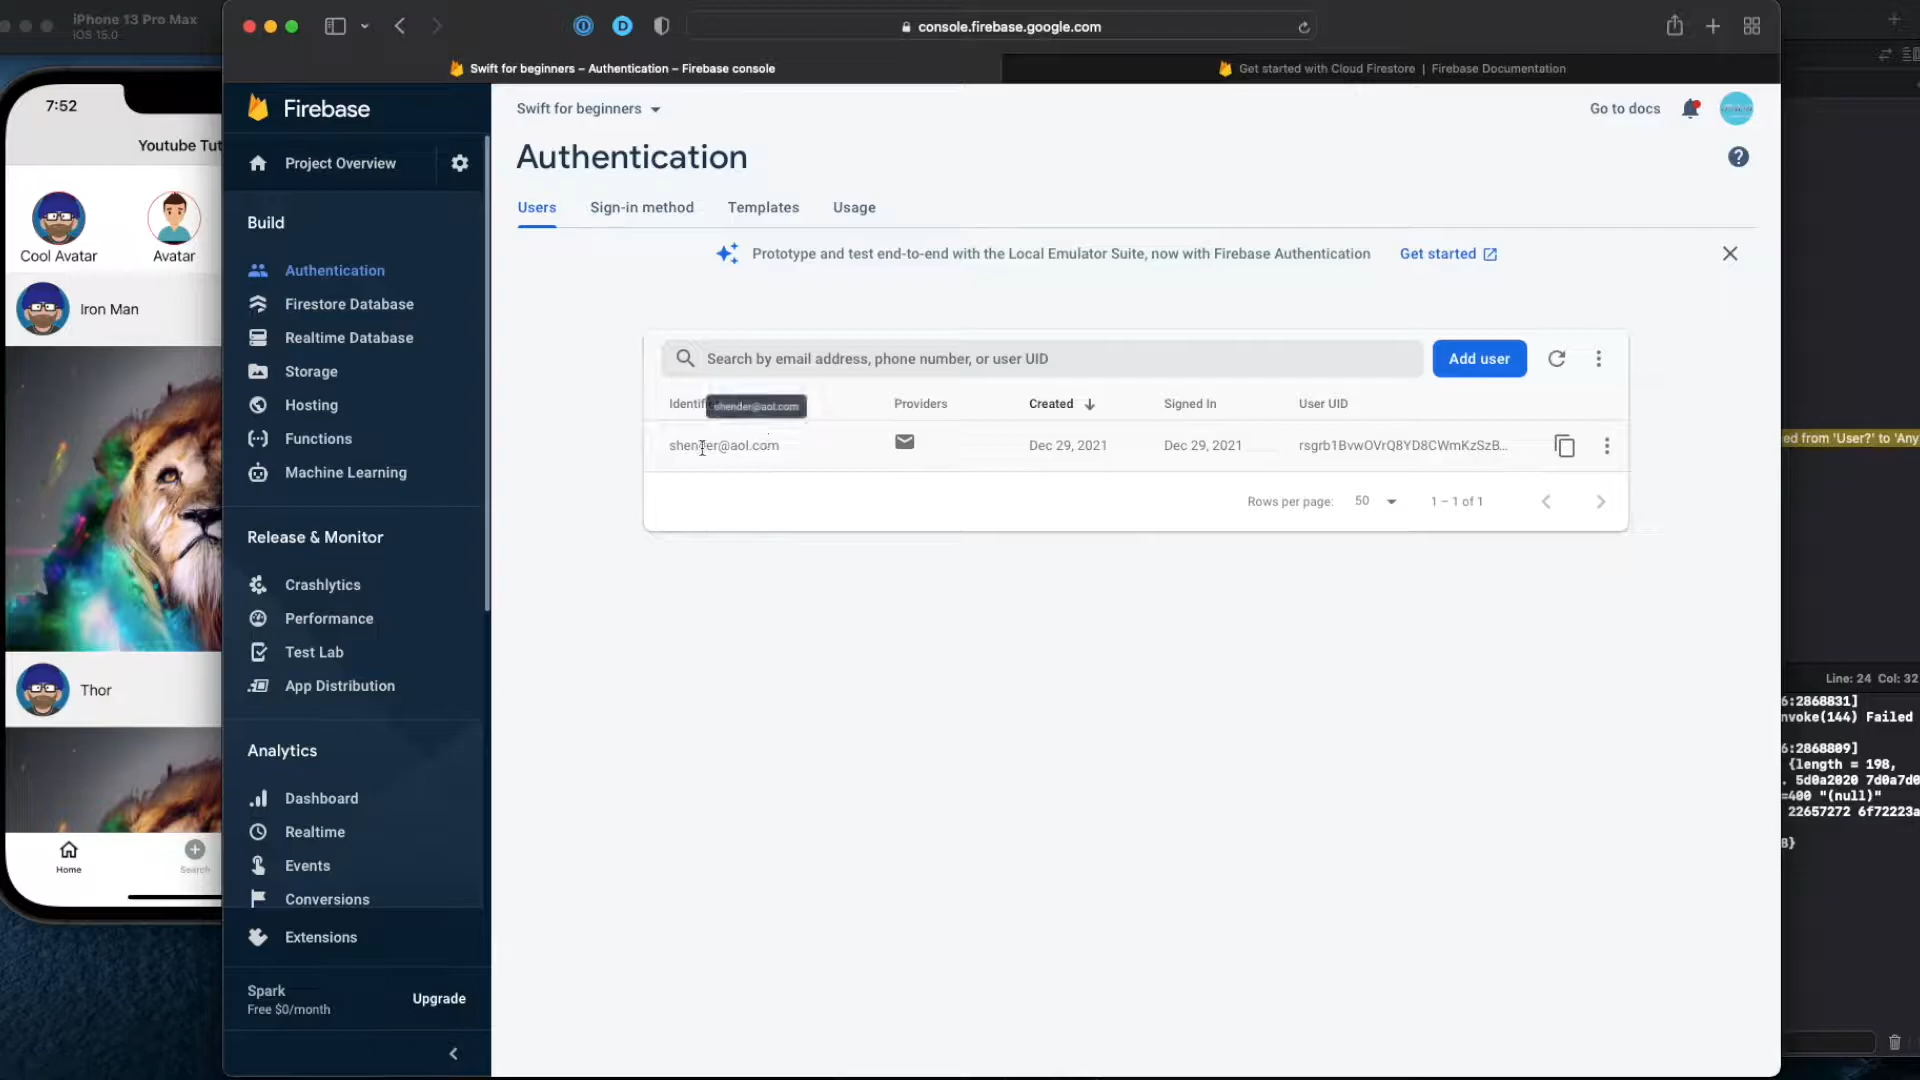 iPhone 13 Pro Max
iOS 15.0
console.firebase.google.com
Swift for beginners – Authentication – Firebase console
Get started with Cloud Firestore | Firebase Documentation
7:52
Youtube Tut
Cool Avatar
Avatar
Iron Man
Thor
Home
Search
Firebase
Project Overview
Build
Authentication
Firestore Database
Realtime Database
Storage
Hosting
Functions
Machine Learning
Release & Monitor
Crashlytics
Performance
Test Lab
App Distribution
Analytics
Dashboard
Realtime
Events
Conversions
Extensions
Spark
Free $0/month
Upgrade
Swift for beginners
Go to docs
Authentication
Users Sign-in method Templates Usage
Prototype and test end-to-end with the Local Emulator Suite, now with Firebase Authentication Get started
Search by email address, phone number, or user UID
Add user
Identifi Providers Created Signed In User UID
shender@aol.com
shender@aol.com Dec 29, 2021 Dec 29, 2021 rsgrb1BvwOVrQ8YD8CWmKzSzB...
Rows per page: 50 1 – 1 of 1
ed from 'User?' to 'Any
Line: 24 Col: 32
6:2868831]
nvoke(144) Failed
6:2868809]
{length = 198,
. 5d0a2020 7d0a7d0
=400 "(null)"
22657272 6f72223a
8}